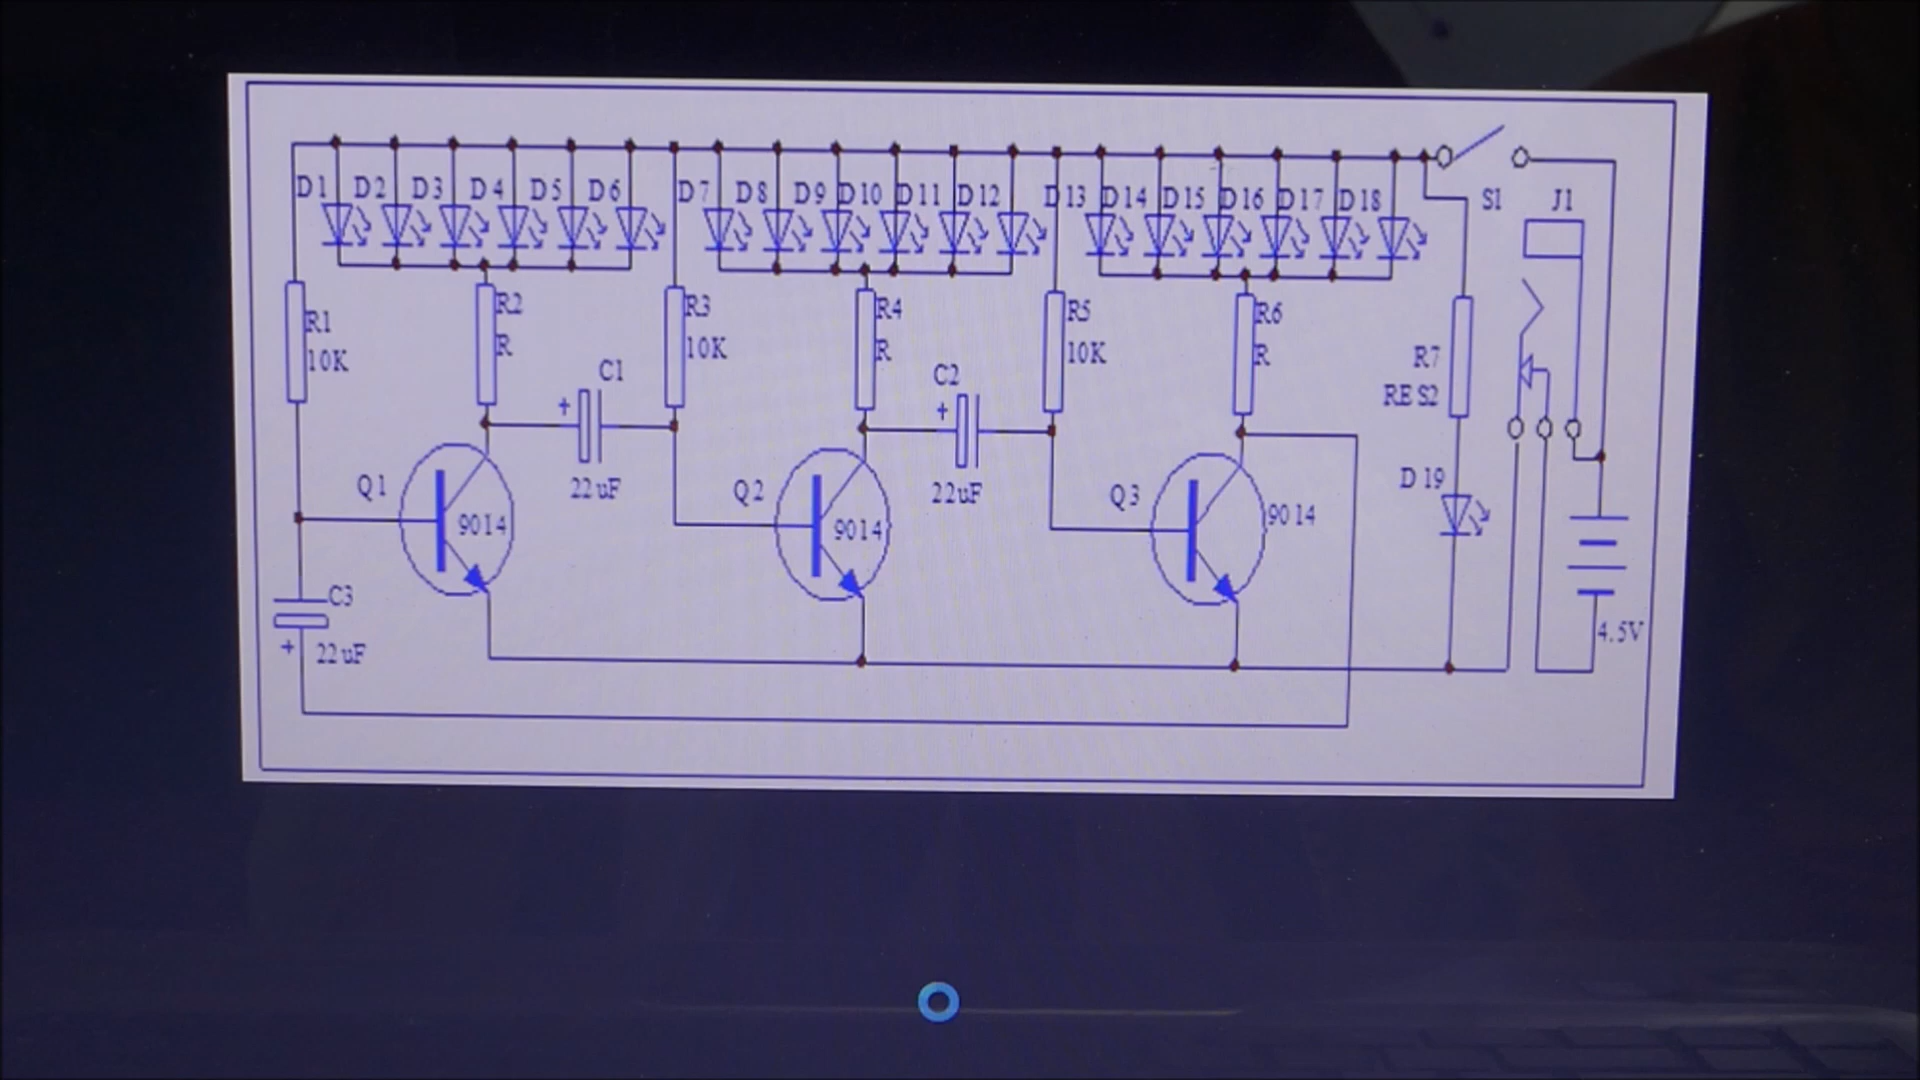 D1 D2 D3 D4 D5 D6 D7 D8 D9 D10 D11 D12 D13 D14 D15 D16 D17 D18
S1 J1
R1
10K
R2
R
R3
10K
R4
R
R5
10K
R6
R
R7
RES2
C1
+
22uF
C2
+
22uF
Q1
9014
Q2
9014
Q3
9014
D19
C3
+
22uF
4.5V